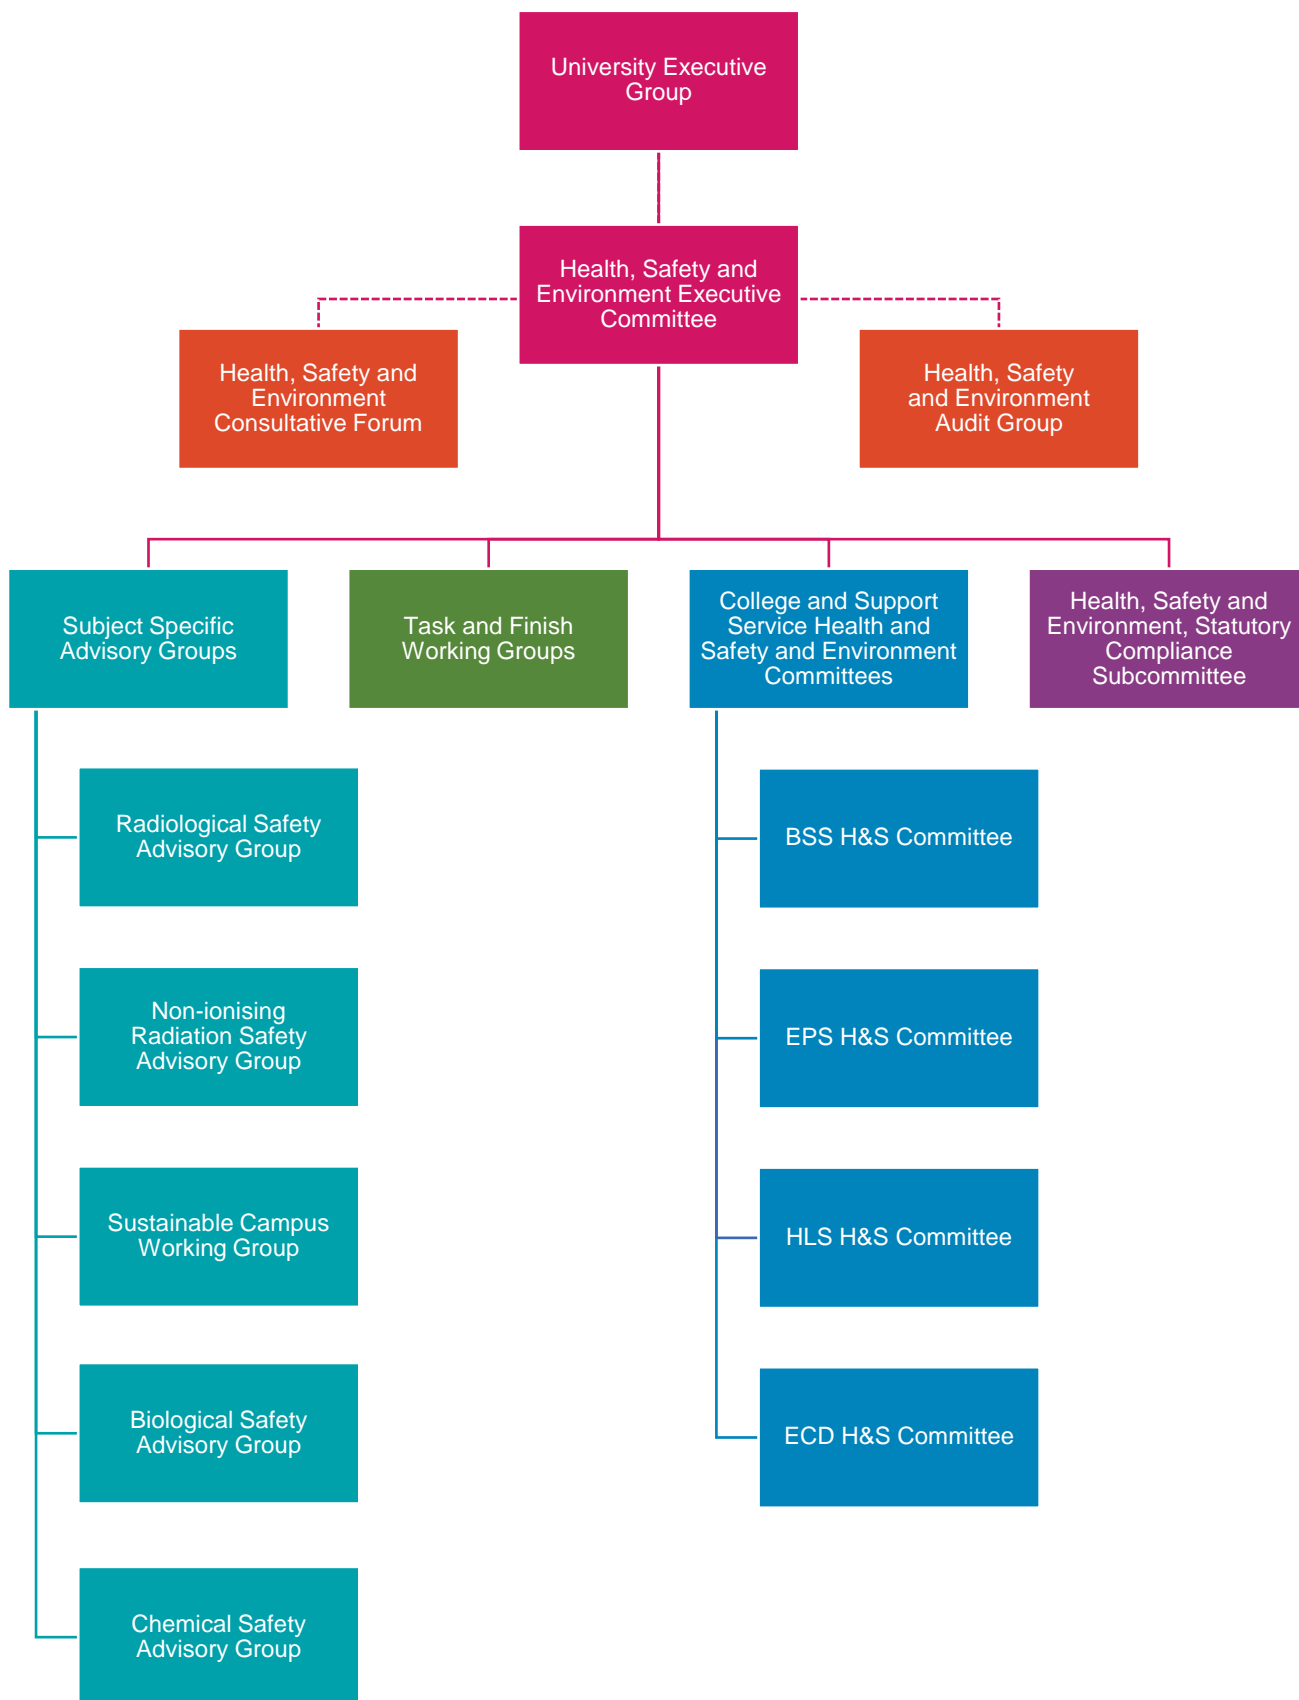 University Executive
Group
Health, Safety and
Environment Executive
Committee
Health, Safety and
Environment
Consultative Forum
Health, Safety
and Environment
Audit Group
Subject Specific
Advisory Groups
Task and Finish
Working Groups
College and Support
Service Health and
Safety and Environment
Committees
Health, Safety and
Environment, Statutory
Compliance
Subcommittee
Radiological Safety
Advisory Group
Non-ionising
Radiation Safety
Advisory Group
Sustainable Campus
Working Group
Biological Safety
Advisory Group
Chemical Safety
Advisory Group
BSS H&S Committee
EPS H&S Committee
HLS H&S Committee
ECD H&S Committee